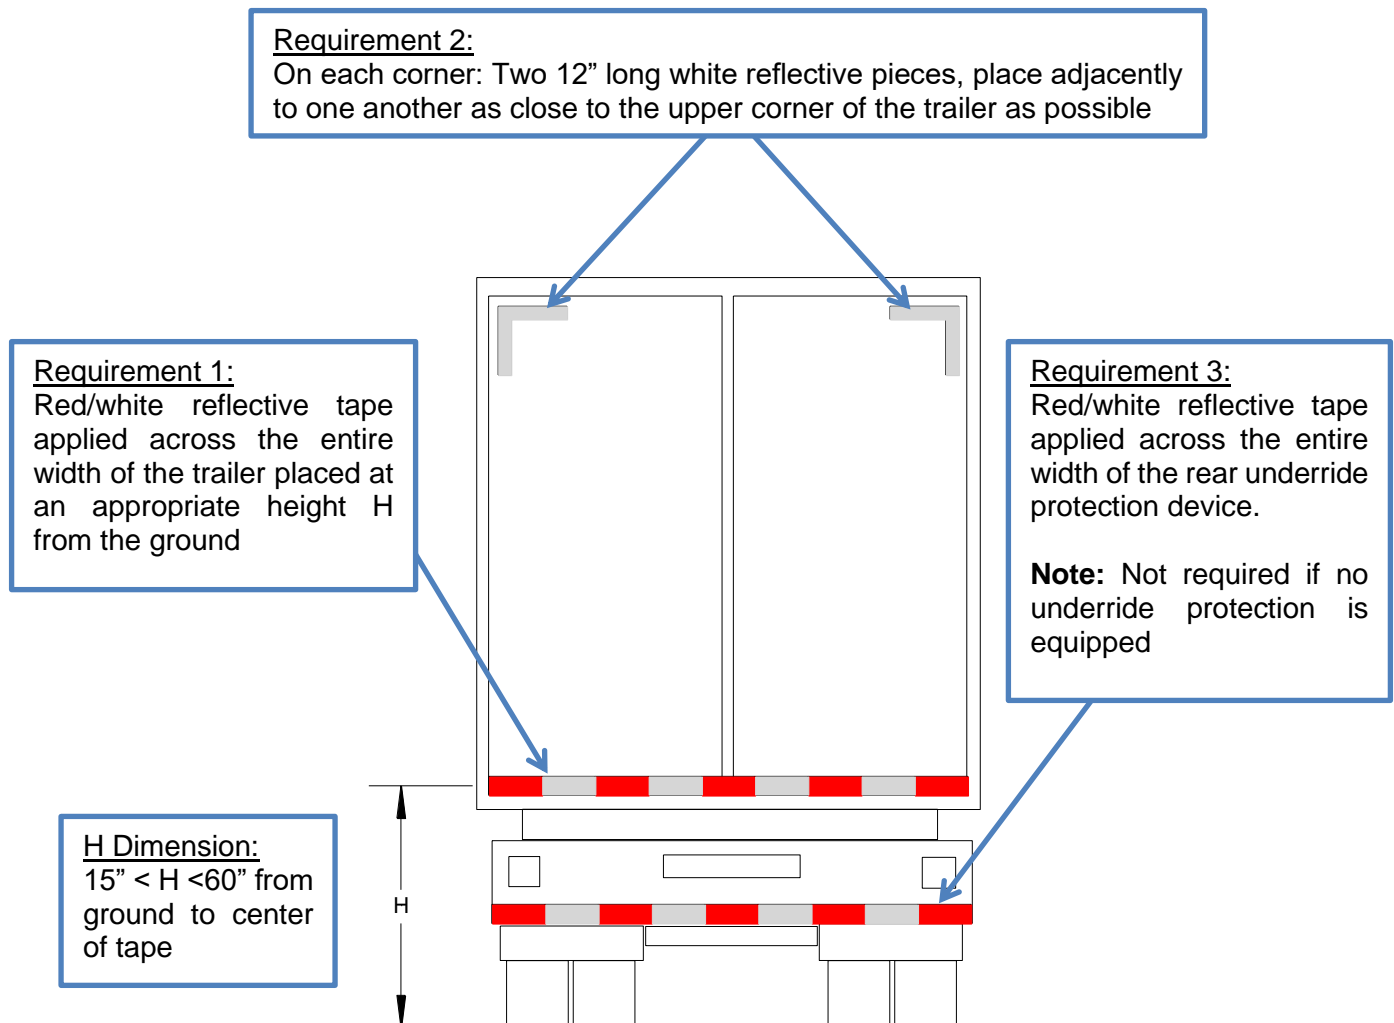 Requirement 2:
On each corner: Two 12” long white reflective pieces, place adjacently
to one another as close to the upper corner of the trailer as possible
Requirement 1:
Red/white reflective tape
applied across the entire
width of the trailer placed at
an appropriate height H
from the ground
Requirement 3:
Red/white reflective tape
applied across the entire
width of the rear underride
protection device.
Note: Not required if no
underride protection is
equipped
H Dimension:
15” < H <60” from
ground to center
of tape
H